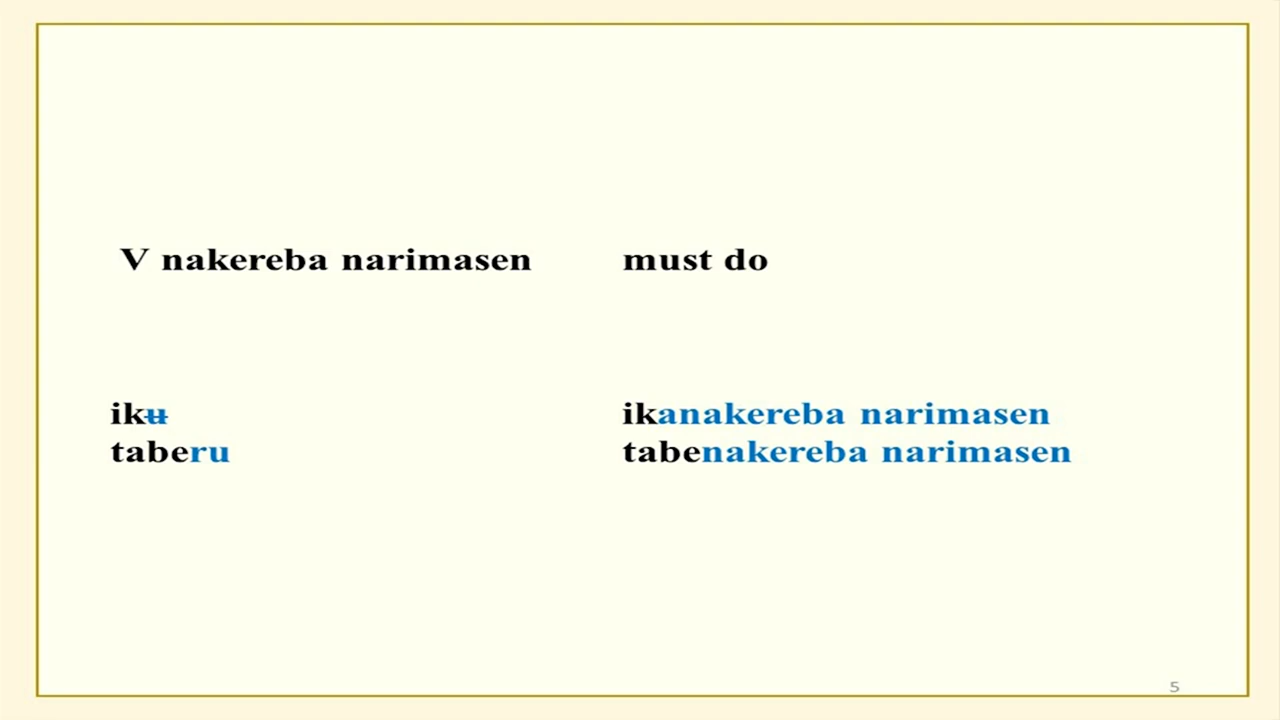 V nakereba narimasen must do
iku ikanakereba narimasen
taberu tabenakereba narimasen
5